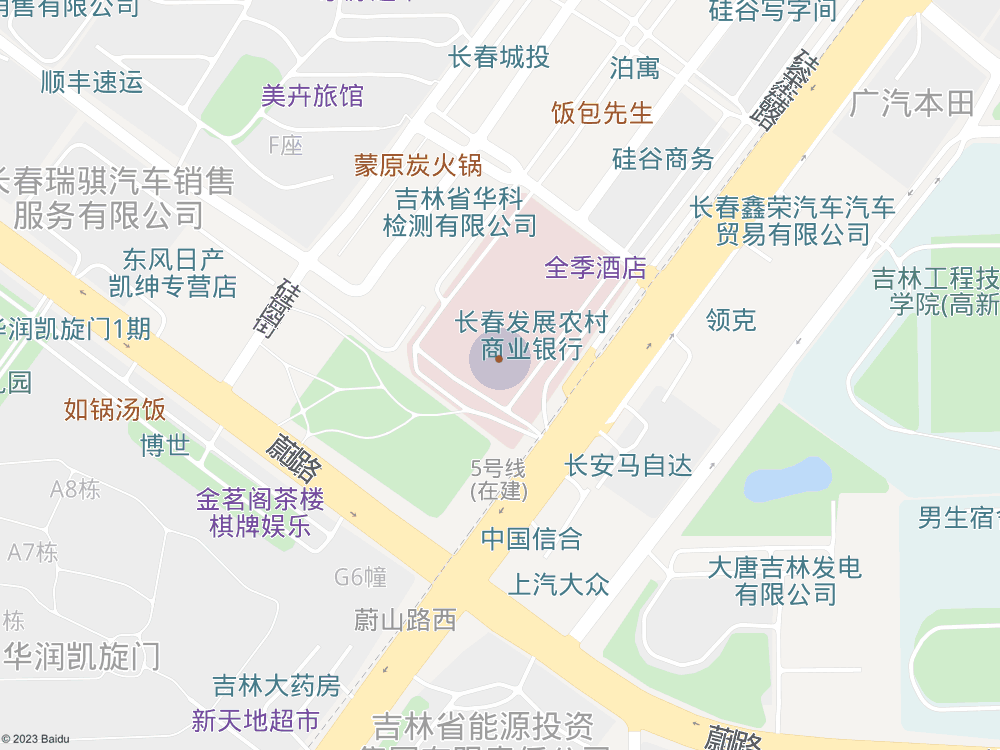 销售有限公司
硅谷写字间
长春城投
泊寓
顺丰速运
美卉旅馆
饭包先生
广汽本田
F座
蒙原炭火锅
硅谷商务
长春瑞骐汽车销售
服务有限公司
吉林省华科
检测有限公司
长春鑫荣汽车汽车
贸易有限公司
东风日产
凯绅专营店
全季酒店
吉林工程技
学院(高新
华润凯旋门1期
长春发展农村
商业银行
领克
儿园
如锅汤饭
博世
蔚山路
5号线
(在建)
长安马自达
A8栋
金茗阁茶楼
棋牌娱乐
男生宿舍
中国信合
A7栋
G6幢
上汽大众
大唐吉林发电
有限公司
栋
蔚山路西
华润凯旋门
吉林大药房
新天地超市
吉林省能源投资
蔚山路
© 2023 Baidu